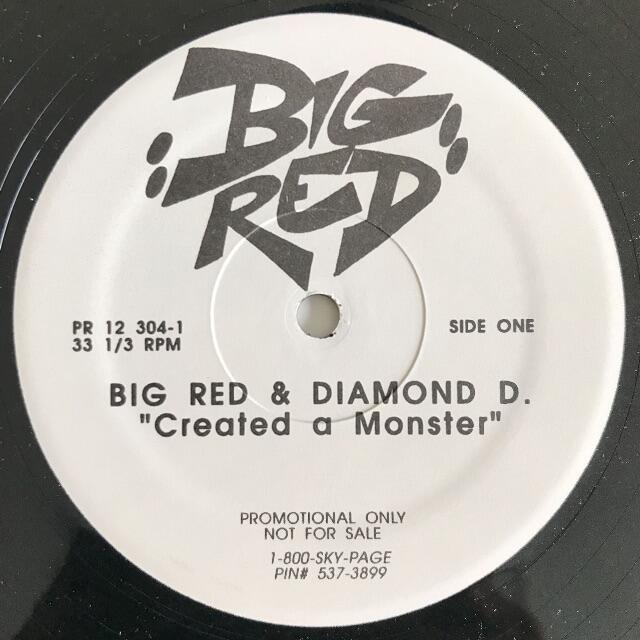 BIG
RED
PR 12 304-1
33 1/3 RPM
SIDE ONE
BIG RED & DIAMOND D.
"Created a Monster"
PROMOTIONAL ONLY
NOT FOR SALE
1-800-SKY-PAGE
PIN# 537-3899